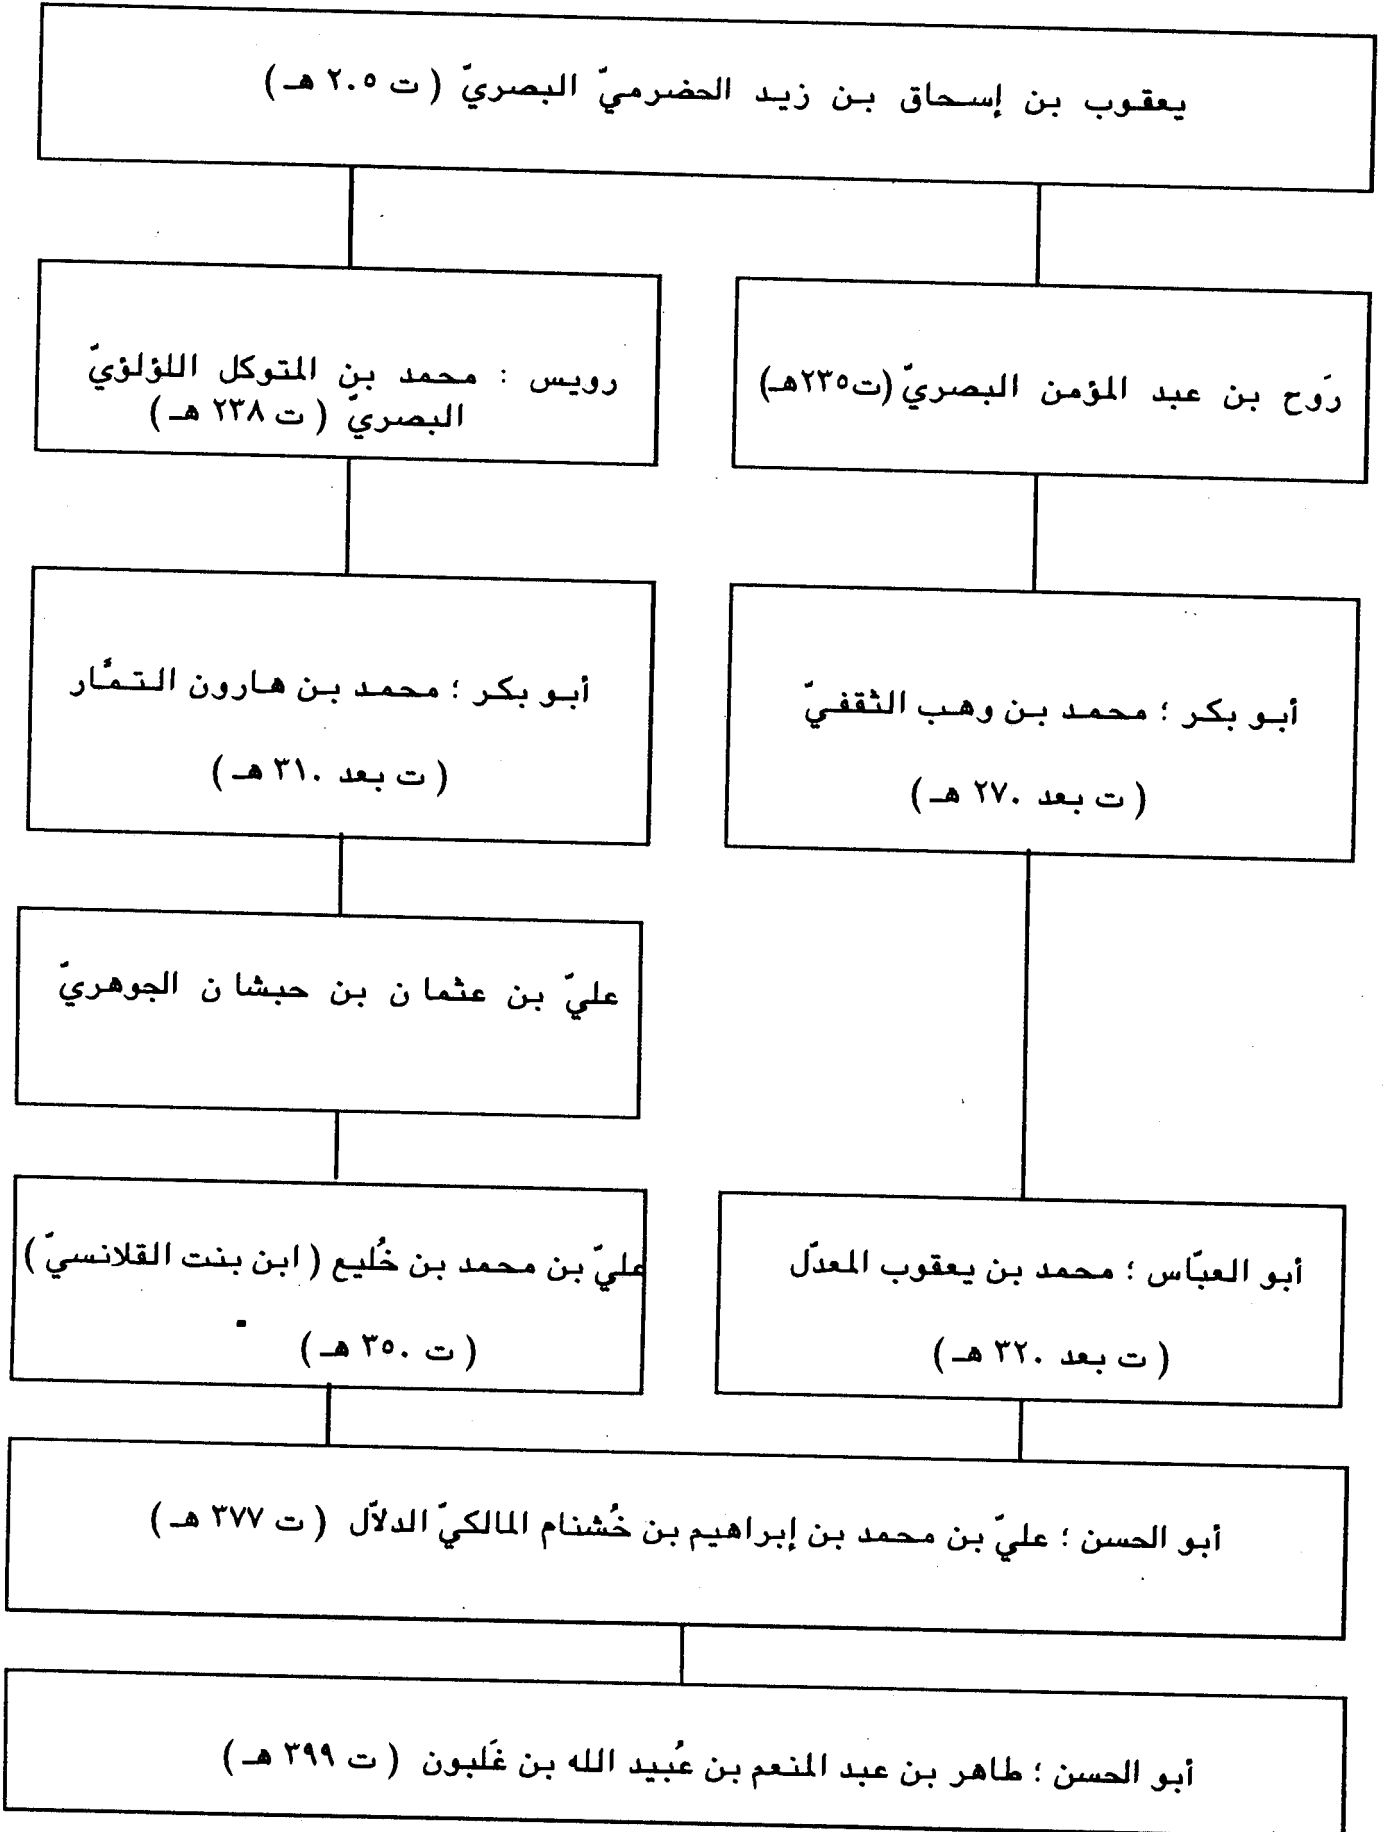 يعقوب بن إسحاق بن زيد الحضرميّ البصريّ ( ت ٢٠٥ هـ )
رَوح بن عبد المؤمن البصريّ (ت٢٣٥هـ)
رويس : محمد بن المتوكل اللؤلؤيّ
البصريّ ( ت ٢٣٨ هـ )
أبو بكر ؛ محمد بن وهب الثقفيّ
( ت بعد ٢٧٠ هـ )
أبو بكر ؛ محمد بن هارون التمَّار
( ت بعد ٣١٠ هـ )
عليّ بن عثمان بن حبشان الجوهريّ
أبو العبّاس ؛ محمد بن يعقوب المعدّل
( ت بعد ٣٢٠ هـ )
عليّ بن محمد بن خُليع ( ابن بنت القلانسيّ )
( ت ٣٥٠ هـ )
أبو الحسن ؛ عليّ بن محمد بن إبراهيم بن خُشنام المالكيّ الدلاّل ( ت ٣٧٧ هـ )
أبو الحسن ؛ طاهر بن عبد المنعم بن عُبيد الله بن غَلبون ( ت ٣٩٩ هـ )